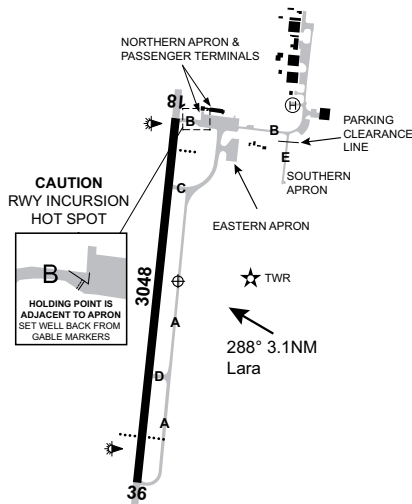 NORTHERN APRON &
PASSENGER TERMINALS
18
B
H
B
PARKING
CLEARANCE
LINE
E
SOUTHERN
APRON
CAUTION
RWY INCURSION
HOT SPOT
C
EASTERN APRON
B
HOLDING POINT IS
ADJACENT TO APRON
SET WELL BACK FROM
GABLE MARKERS
3048
TWR
A
288° 3.1NM
Lara
D
A
36